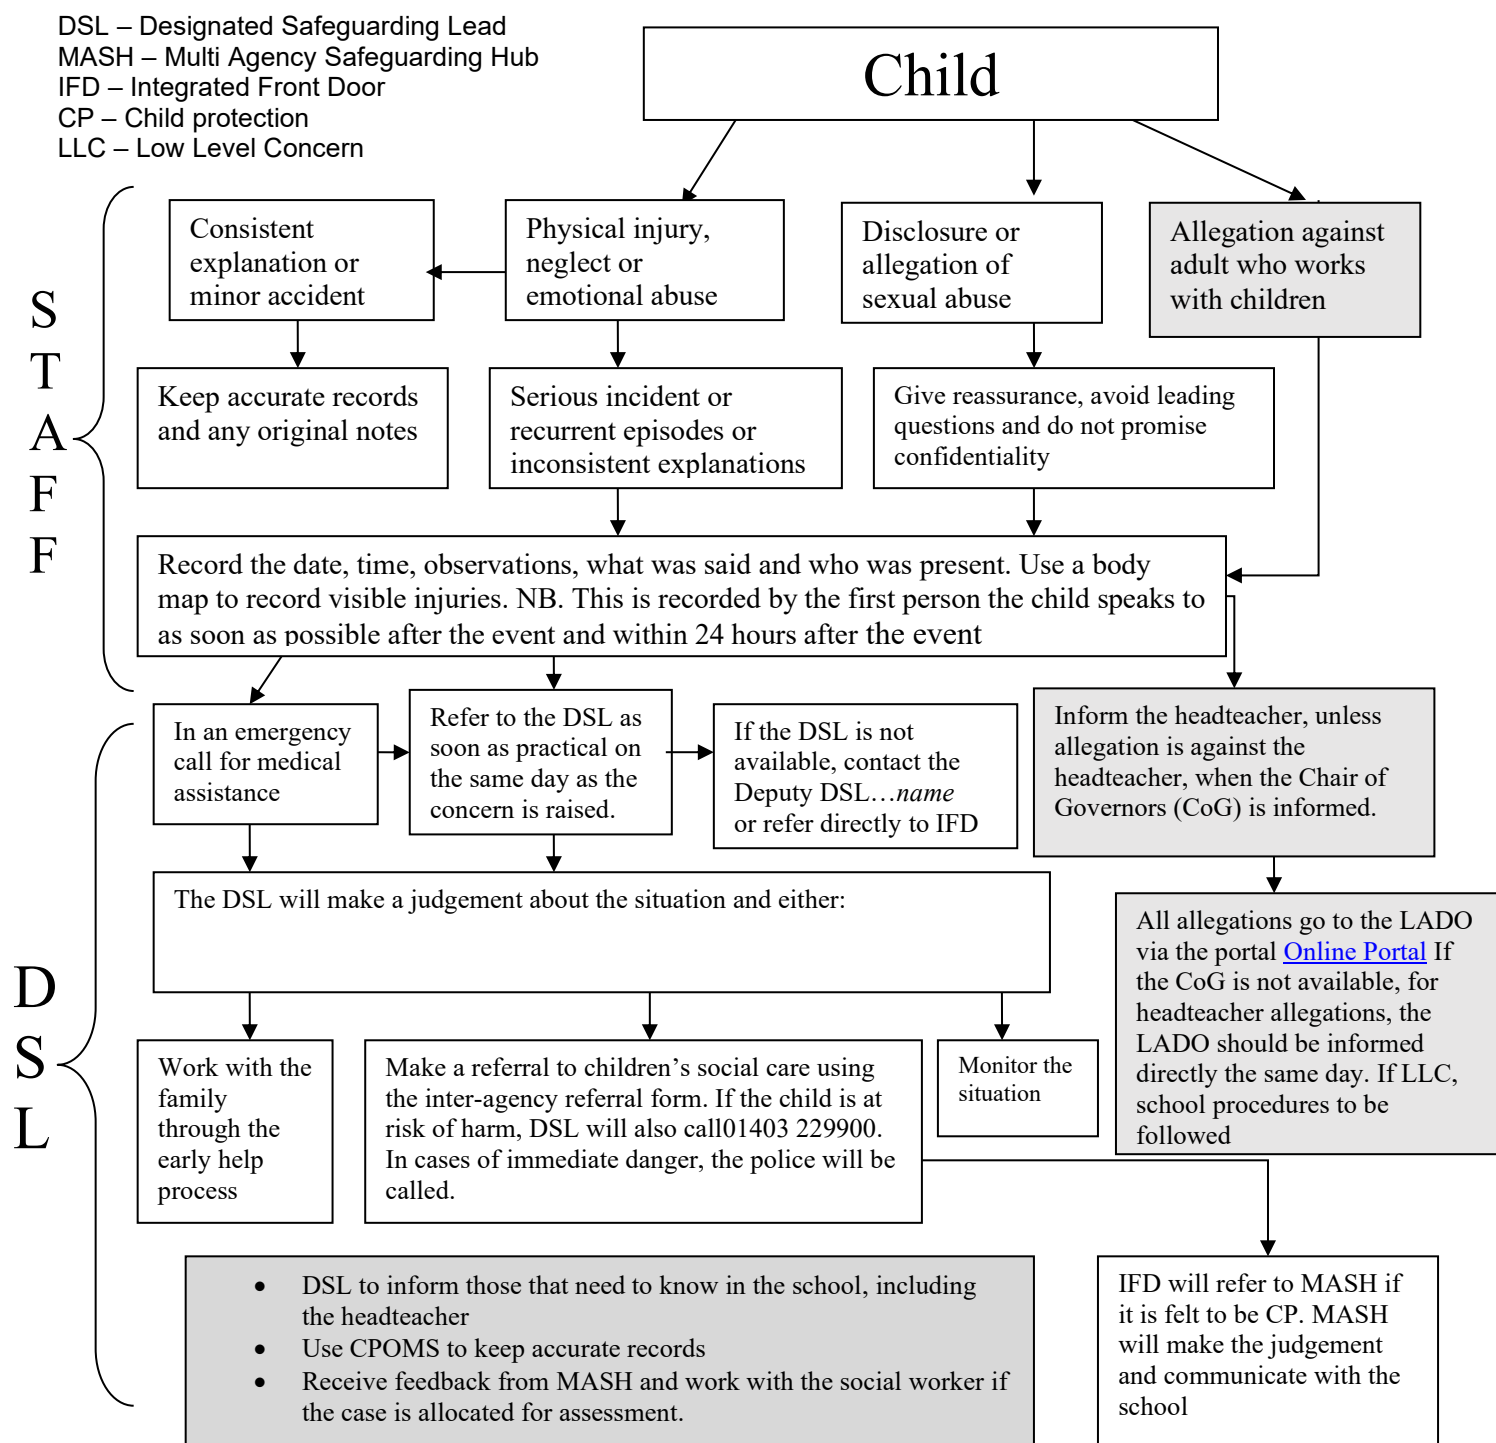 DSL – Designated Safeguarding Lead
MASH – Multi Agency Safeguarding Hub
IFD – Integrated Front Door
CP – Child protection
LLC – Low Level Concern
Child
S
T
A
F
F
Consistent
explanation or
minor accident
Physical injury,
neglect or
emotional abuse
Disclosure or
allegation of
sexual abuse
Allegation against
adult who works
with children
Keep accurate records
and any original notes
Serious incident or
recurrent episodes or
inconsistent explanations
Give reassurance, avoid leading
questions and do not promise
confidentiality
Record the date, time, observations, what was said and who was present. Use a body
map to record visible injuries. NB. This is recorded by the first person the child speaks to
as soon as possible after the event and within 24 hours after the event
D
S
L
In an emergency
call for medical
assistance
Refer to the DSL as
soon as practical on
the same day as the
concern is raised.
If the DSL is not
available, contact the
Deputy DSL…name
or refer directly to IFD
Inform the headteacher, unless
allegation is against the
headteacher, when the Chair of
Governors (CoG) is informed.
The DSL will make a judgement about the situation and either:
All allegations go to the LADO
via the portal Online Portal If
the CoG is not available, for
headteacher allegations, the
LADO should be informed
directly the same day. If LLC,
school procedures to be
followed
Work with the
family
through the
early help
process
Make a referral to children’s social care using
the inter-agency referral form. If the child is at
risk of harm, DSL will also call01403 229900.
In cases of immediate danger, the police will be
called.
Monitor the
situation
• DSL to inform those that need to know in the school, including
the headteacher
• Use CPOMS to keep accurate records
• Receive feedback from MASH and work with the social worker if
the case is allocated for assessment.
IFD will refer to MASH if
it is felt to be CP. MASH
will make the judgement
and communicate with the
school